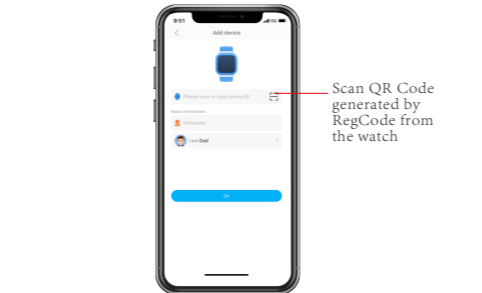 9:51
5G
Add device
Please scan or input device ID
Basic information
Nickname
I am Dad
Ok
Scan QR Code
generated by
RegCode from
the watch